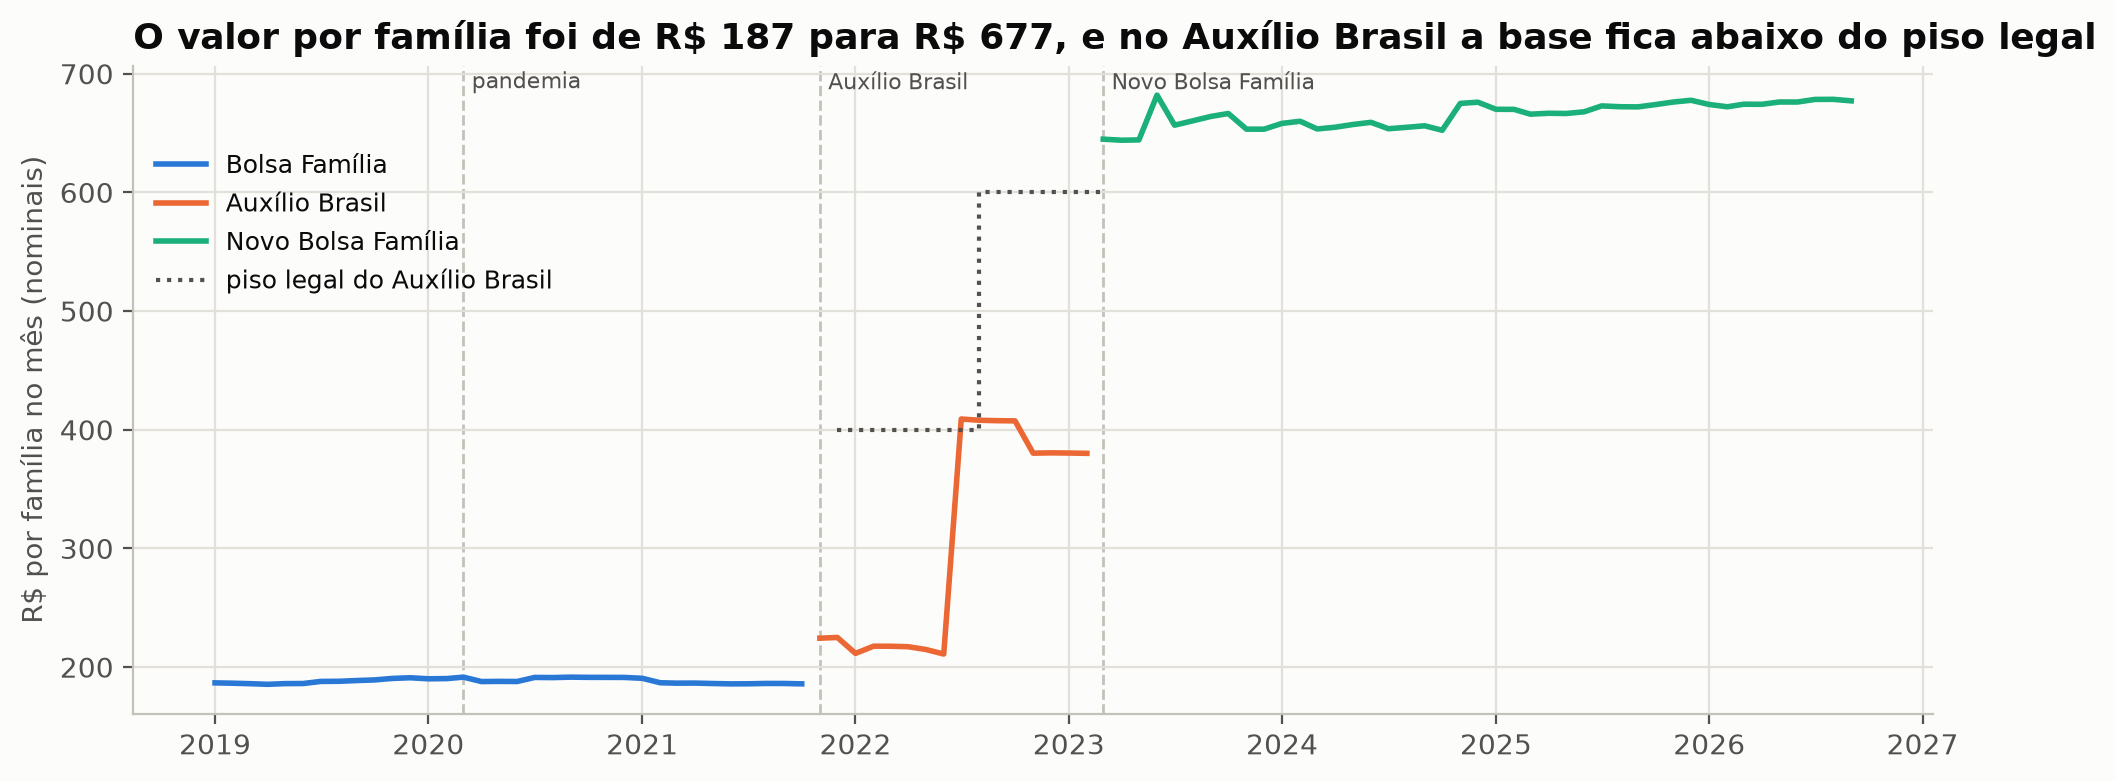 O valor por família foi de R$ 187 para R$ 677, e no Auxílio Brasil a base fica abaixo do piso legal
pandemia
Auxílio Brasil
Novo Bolsa Família
Bolsa Família
Auxílio Brasil
Novo Bolsa Família
piso legal do Auxílio Brasil
R$ por família no mês (nominais)
700
600
500
400
300
200
2019 2020 2021 2022 2023 2024 2025 2026 2027